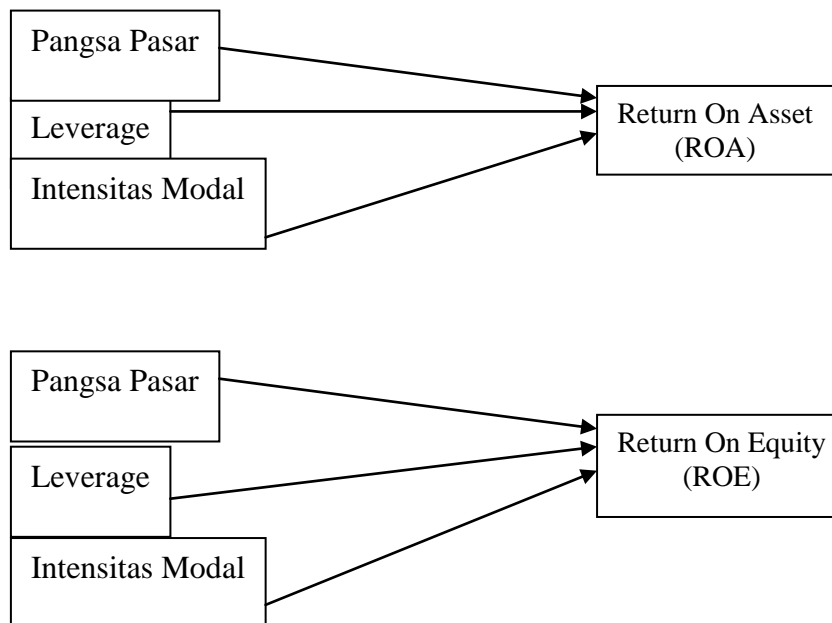 Pangsa Pasar
Leverage
Intensitas Modal
Return On Asset
(ROA)
Pangsa Pasar
Leverage
Intensitas Modal
Return On Equity
(ROE)